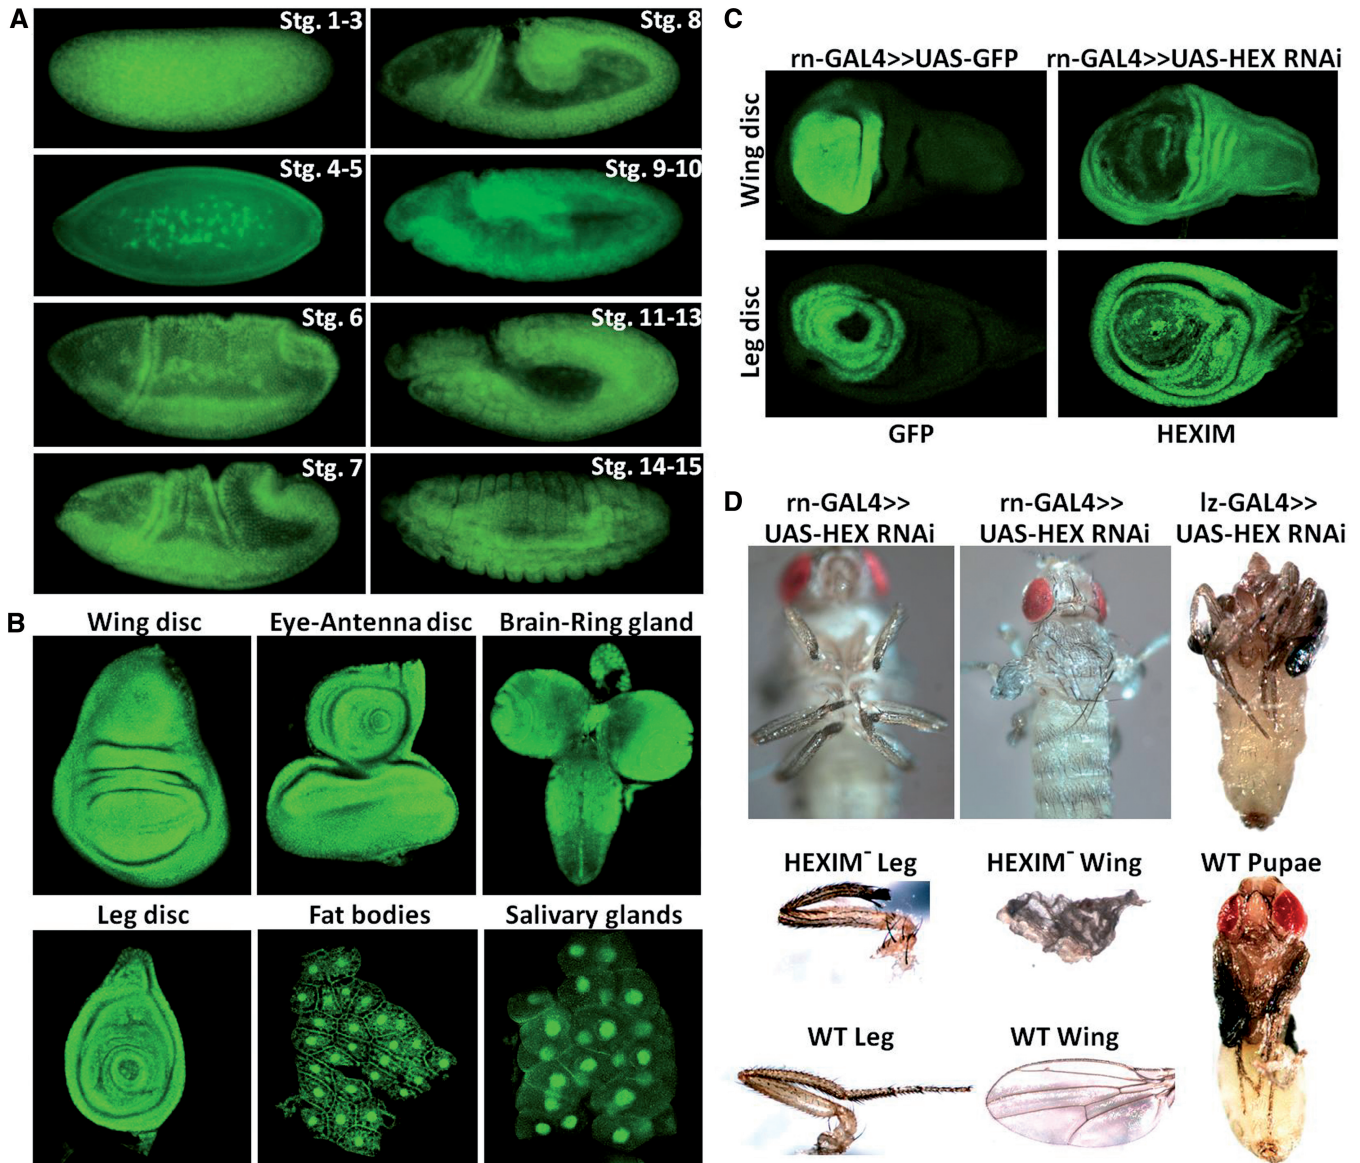 A
Stg. 1-3
Stg. 8
Stg. 4-5
Stg. 9-10
Stg. 6
Stg. 11-13
Stg. 7
Stg. 14-15
B
Wing disc
Eye-Antenna disc
Brain-Ring gland
Leg disc
Fat bodies
Salivary glands
C
rn-GAL4>>UAS-GFP
rn-GAL4>>UAS-HEX RNAi
Wing disc
Leg disc
GFP
HEXIM
D
rn-GAL4>>
UAS-HEX RNAi
rn-GAL4>>
UAS-HEX RNAi
lz-GAL4>>
UAS-HEX RNAi
HEXIM⁻ Leg
HEXIM⁻ Wing
WT Pupae
WT Leg
WT Wing